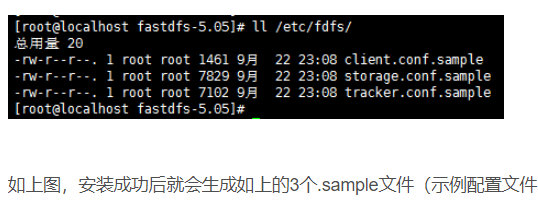 [root@localhost fastdfs-5.05]# ll /etc/fdfs/
总用量 20
-rw-r--r--. 1 root root 1461 9月  22 23:08 client.conf.sample
-rw-r--r--. 1 root root 7829 9月  22 23:08 storage.conf.sample
-rw-r--r--. 1 root root 7102 9月  22 23:08 tracker.conf.sample
[root@localhost fastdfs-5.05]#
如上图，安装成功后就会生成如上的3个.sample文件（示例配置文件